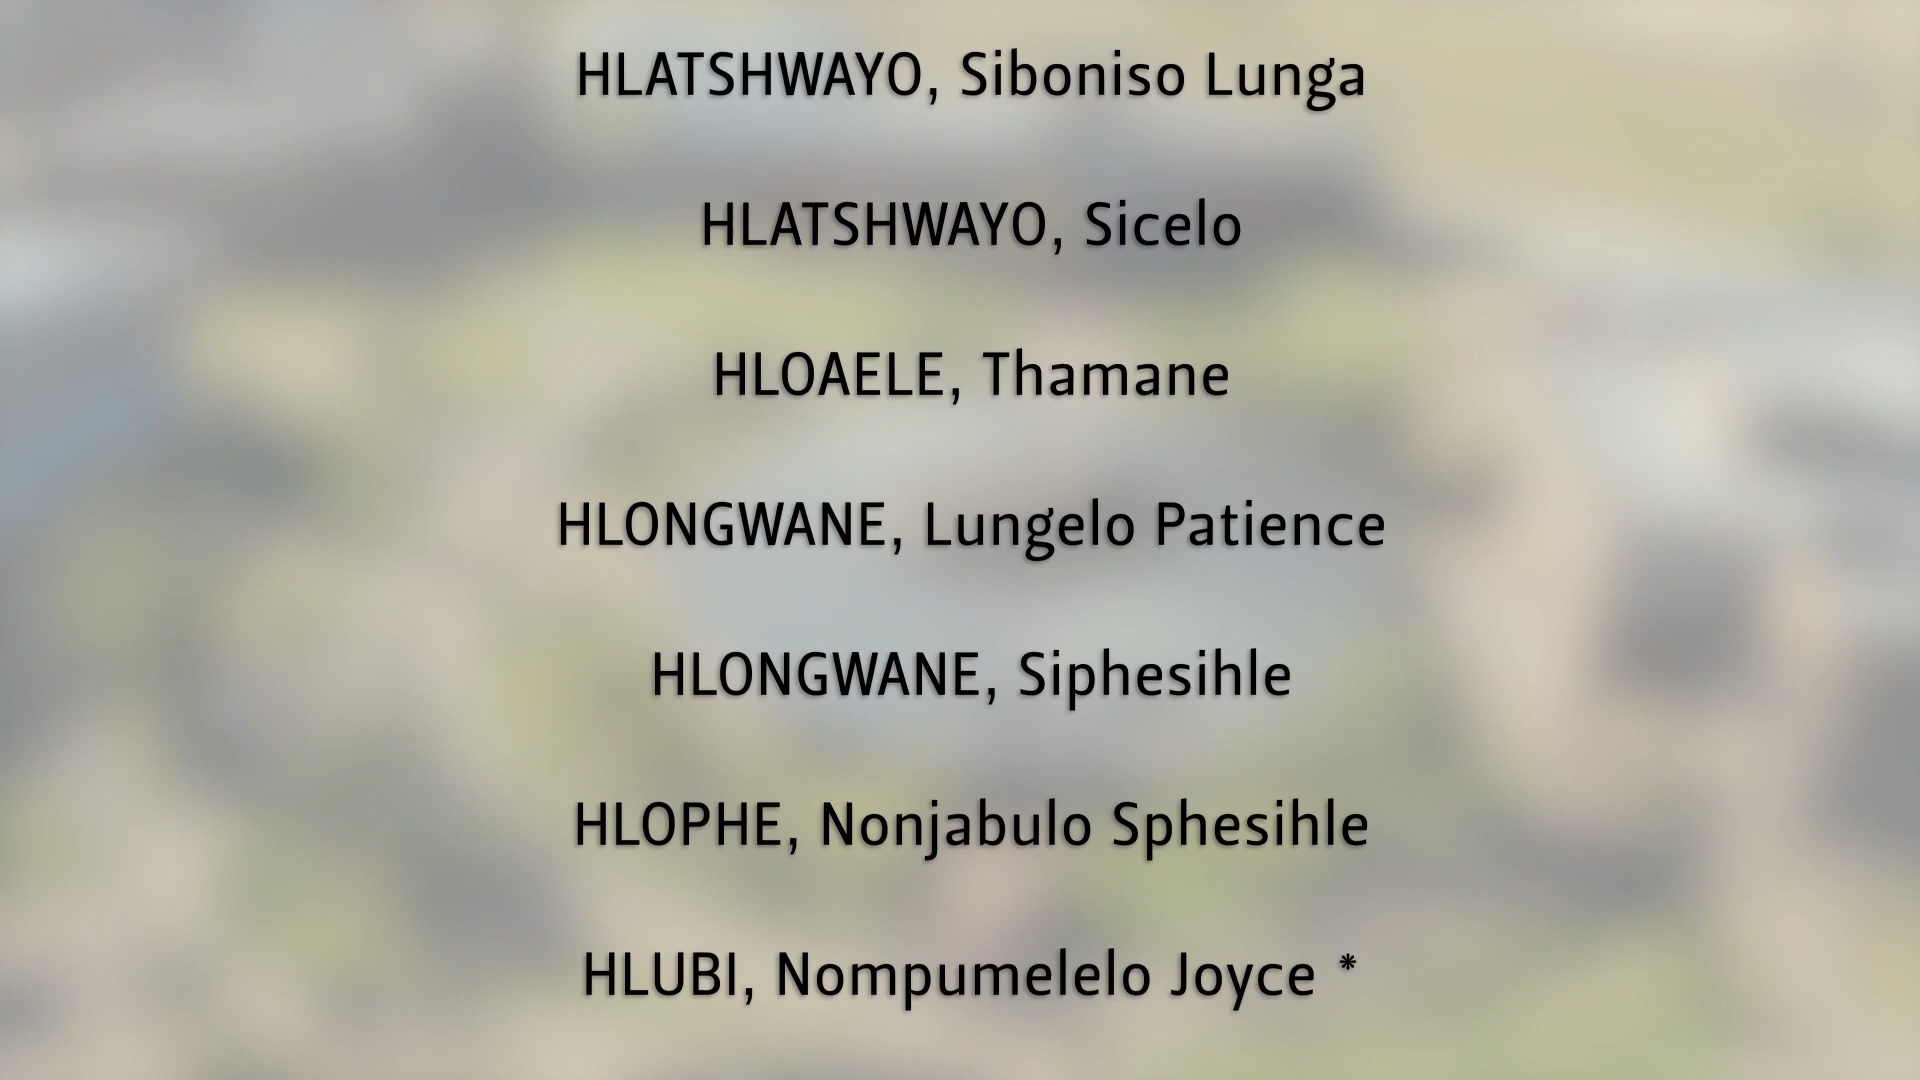 HLATSHWAYO, Siboniso Lunga
HLATSHWAYO, Sicelo
HLOAELE, Thamane
HLONGWANE, Lungelo Patience
HLONGWANE, Siphesihle
HLOPHE, Nonjabulo Sphesihle
HLUBI, Nompumelelo Joyce *